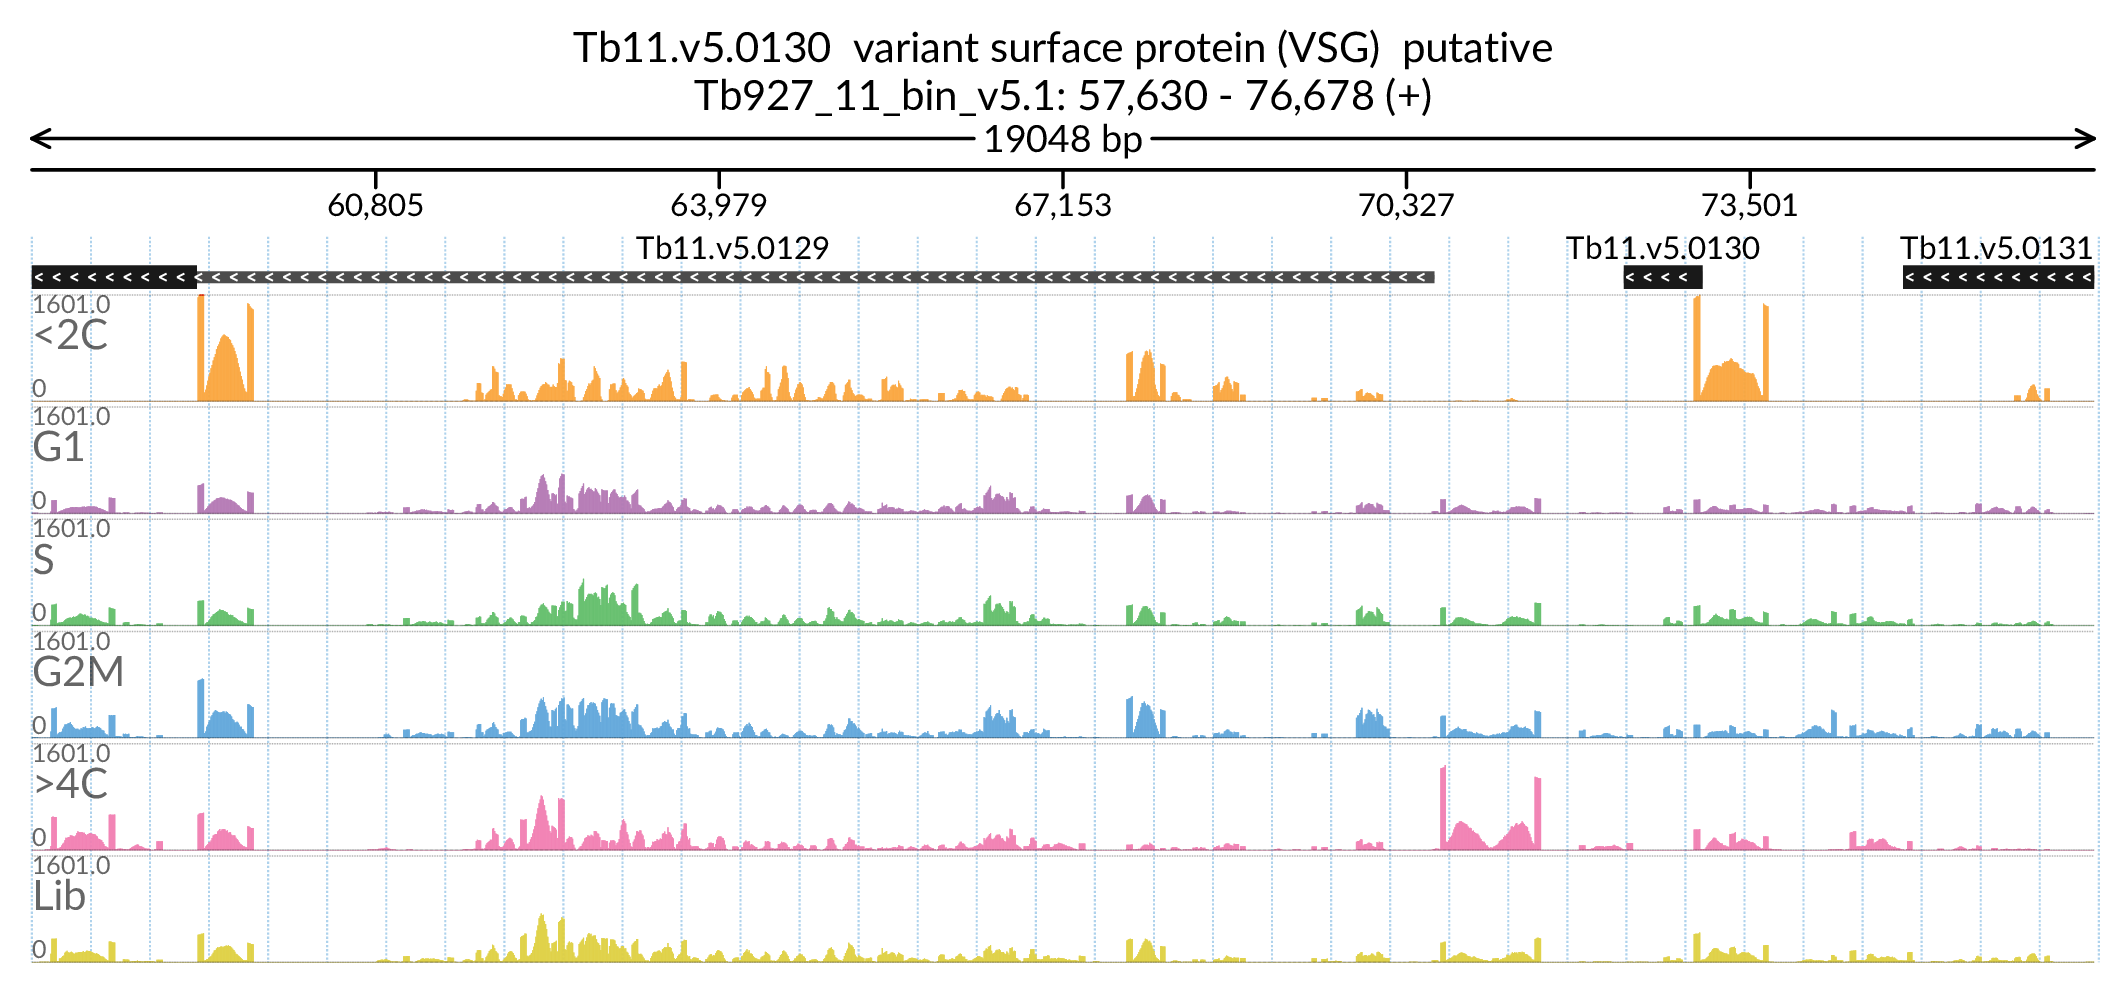 Tb11.v5.0130 variant surface protein (VSG) putative
Tb927_11_bin_v5.1: 57,630 - 76,678 (+)
19048 bp
60,805 63,979 67,153 70,327 73,501
Tb11.v5.0129 Tb11.v5.0130 Tb11.v5.0131
1601.0
<2C
0
1601.0
G1
0
1601.0
S
0
1601.0
G2M
0
1601.0
>4C
0
1601.0
Lib
0